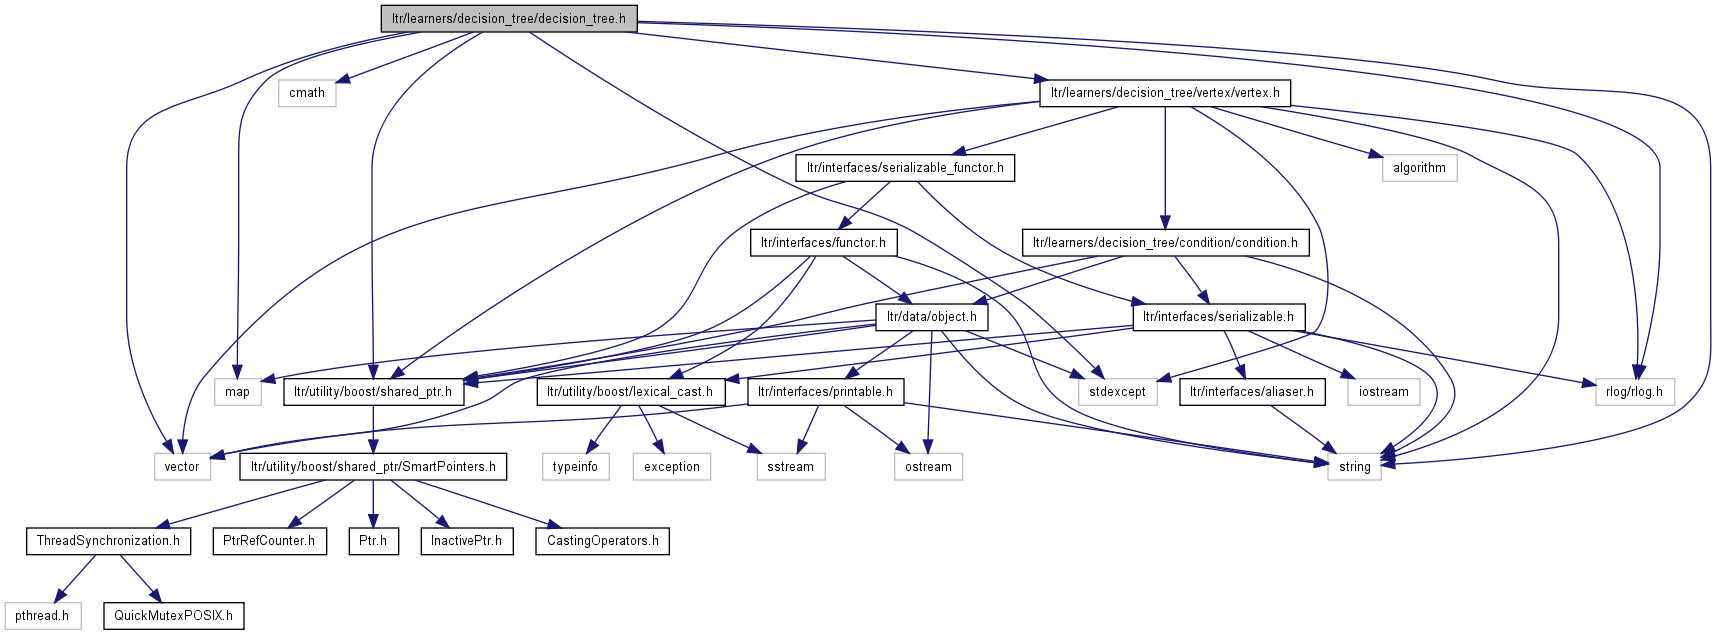 ltr/learners/decision_tree/decision_tree.h
cmath
ltr/learners/decision_tree/vertex/vertex.h
ltr/interfaces/serializable_functor.h
algorithm
ltr/interfaces/functor.h
ltr/learners/decision_tree/condition/condition.h
ltr/data/object.h
ltr/interfaces/serializable.h
map
ltr/utility/boost/shared_ptr.h
ltr/utility/boost/lexical_cast.h
ltr/interfaces/printable.h
stdexcept
ltr/interfaces/aliaser.h
iostream
rlog/rlog.h
vector
ltr/utility/boost/shared_ptr/SmartPointers.h
typeinfo
exception
sstream
ostream
string
ThreadSynchronization.h
PtrRefCounter.h
Ptr.h
InactivePtr.h
CastingOperators.h
pthread.h
QuickMutexPOSIX.h